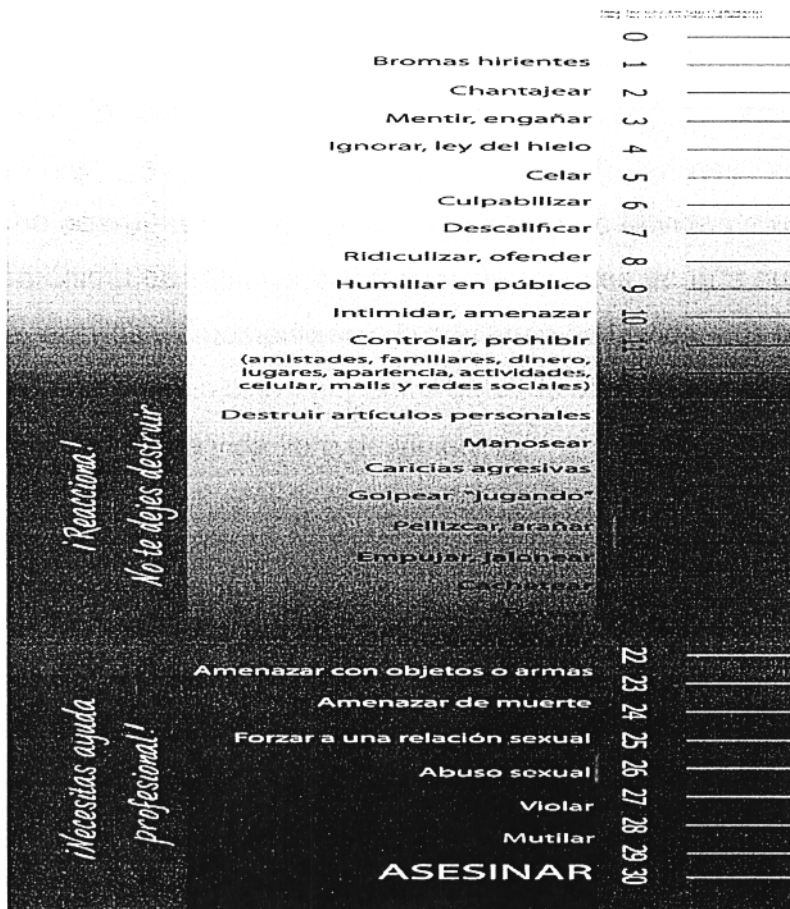 0
Bromas hirientes 1
Chantajear 2
Mentir, engañar 3
Ignorar, ley del hielo 4
Celar 5
Culpabilizar 6
Descalificar 7
Ridiculizar, ofender 8
Humillar en público 9
Intimidar, amenazar 10
Controlar, prohibir 11
(amistades, familiares, dinero,
lugares, apariencia, actividades,
celular, mails y redes sociales)
Destruir artículos personales
Manosear
Caricias agresivas
Golpear "jugando"
Pellizcar, arañar
Empujar, jalonear
Cachetear
¡Reacciona!
No te dejes destruir
22
Amenazar con objetos o armas 23
Amenazar de muerte 24
Forzar a una relación sexual 25
Abuso sexual 26
Violar 27
Mutilar 28
29
ASESINAR 30
¡Necesitas ayuda
profesional!